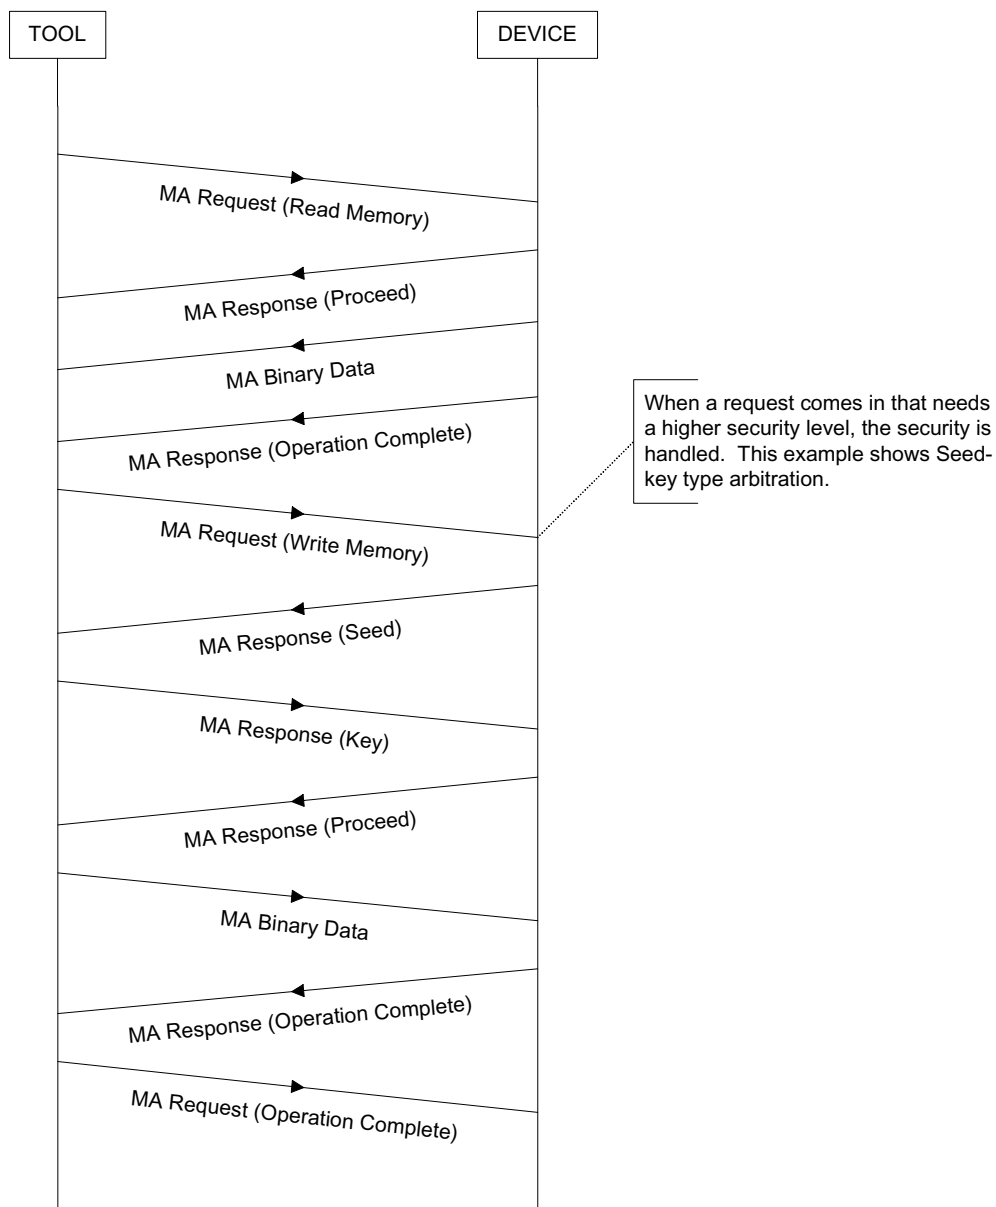 TOOL
DEVICE
MA Request (Read Memory)
MA Response (Proceed)
MA Binary Data
MA Response (Operation Complete)
When a request comes in that needs
a higher security level, the security is
handled.  This example shows Seed-
key type arbitration.
MA Request (Write Memory)
MA Response (Seed)
MA Response (Key)
MA Response (Proceed)
MA Binary Data
MA Response (Operation Complete)
MA Request (Operation Complete)